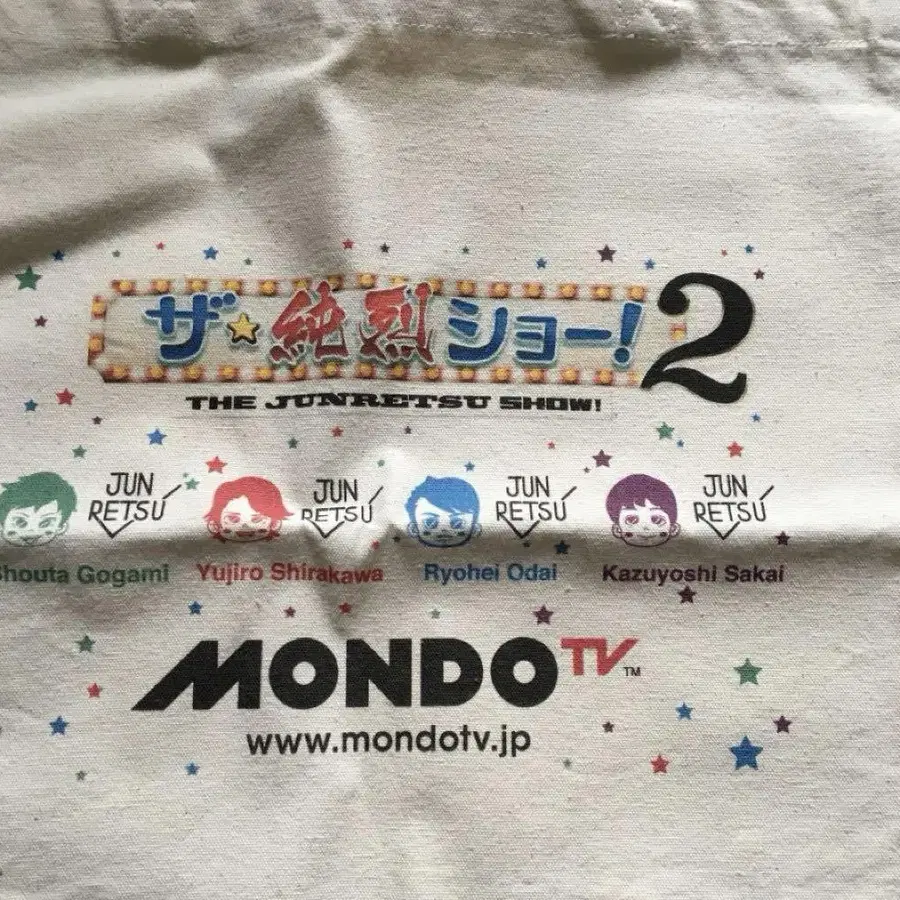 ザ★純烈ショー!2
THE JUNRETSU SHOW!
JUN RETSU JUN RETSU JUN RETSU JUN RETSU
Shouta Gogami Yujiro Shirakawa Ryohei Odai Kazuyoshi Sakai
MONDO TV™
www.mondotv.jp